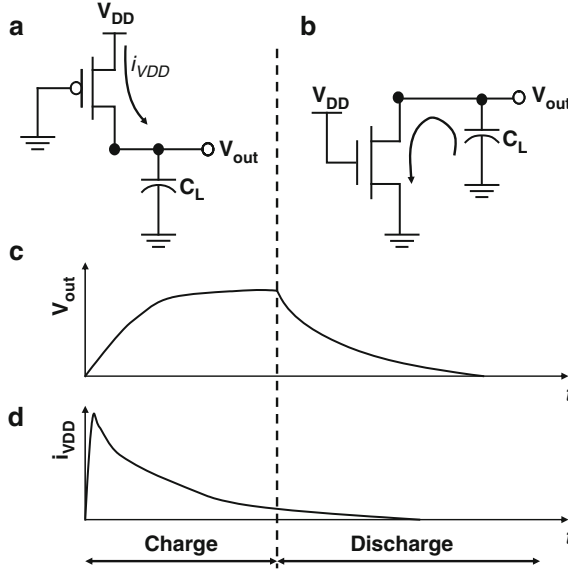 a
V_DD
i_VDD
V_out
C_L
b
V_DD
V_out
C_L
c
V_out
t
d
i_VDD
t
Charge
Discharge